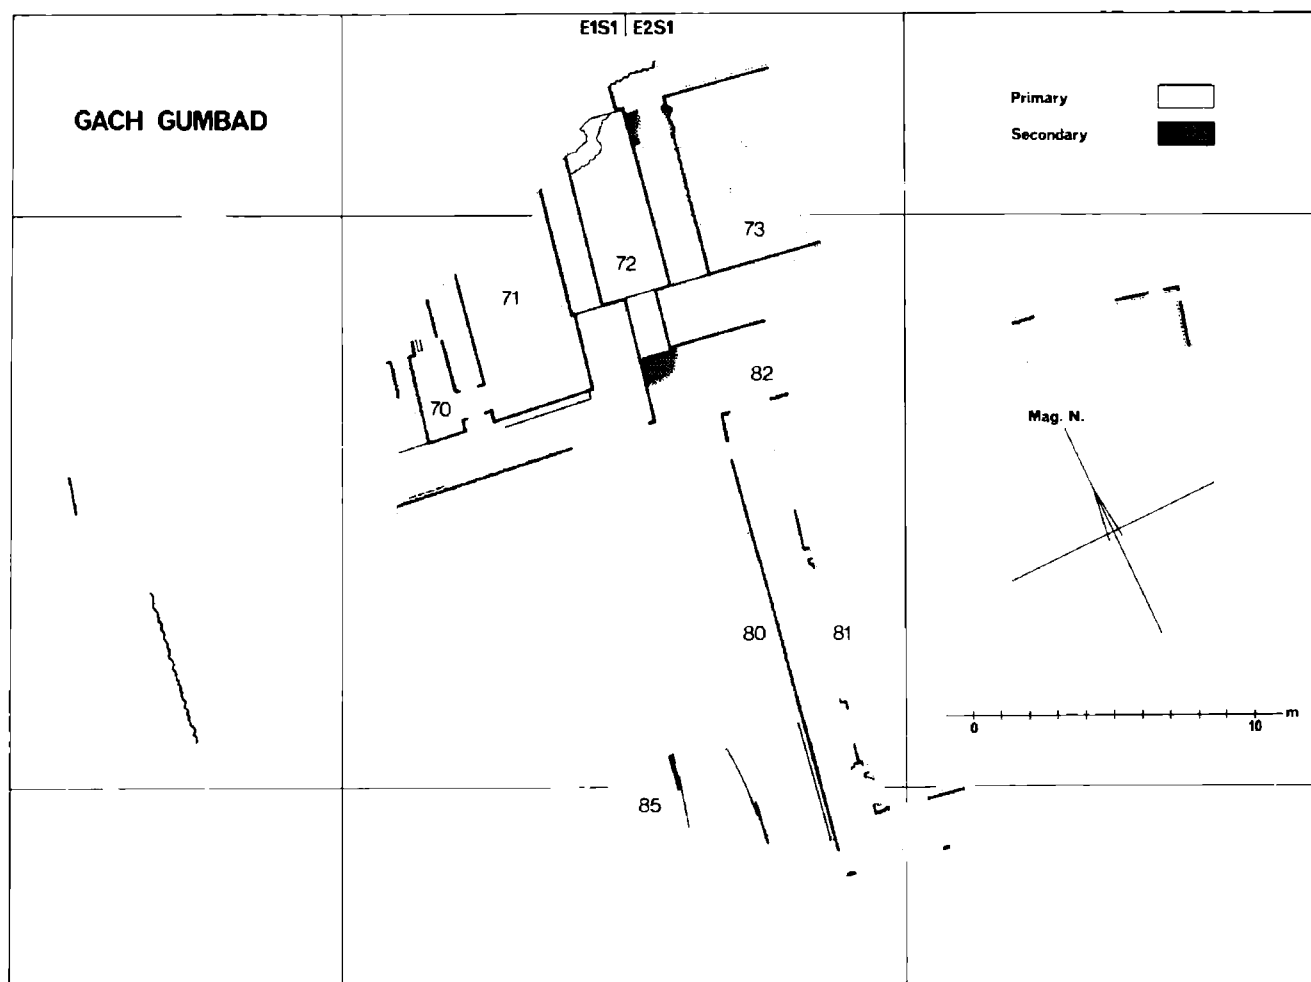 E1S1 | E2S1
GACH GUMBAD
Primary
Secondary
73
72
71
82
70
Mag. N.
80
81
0 10 m
85